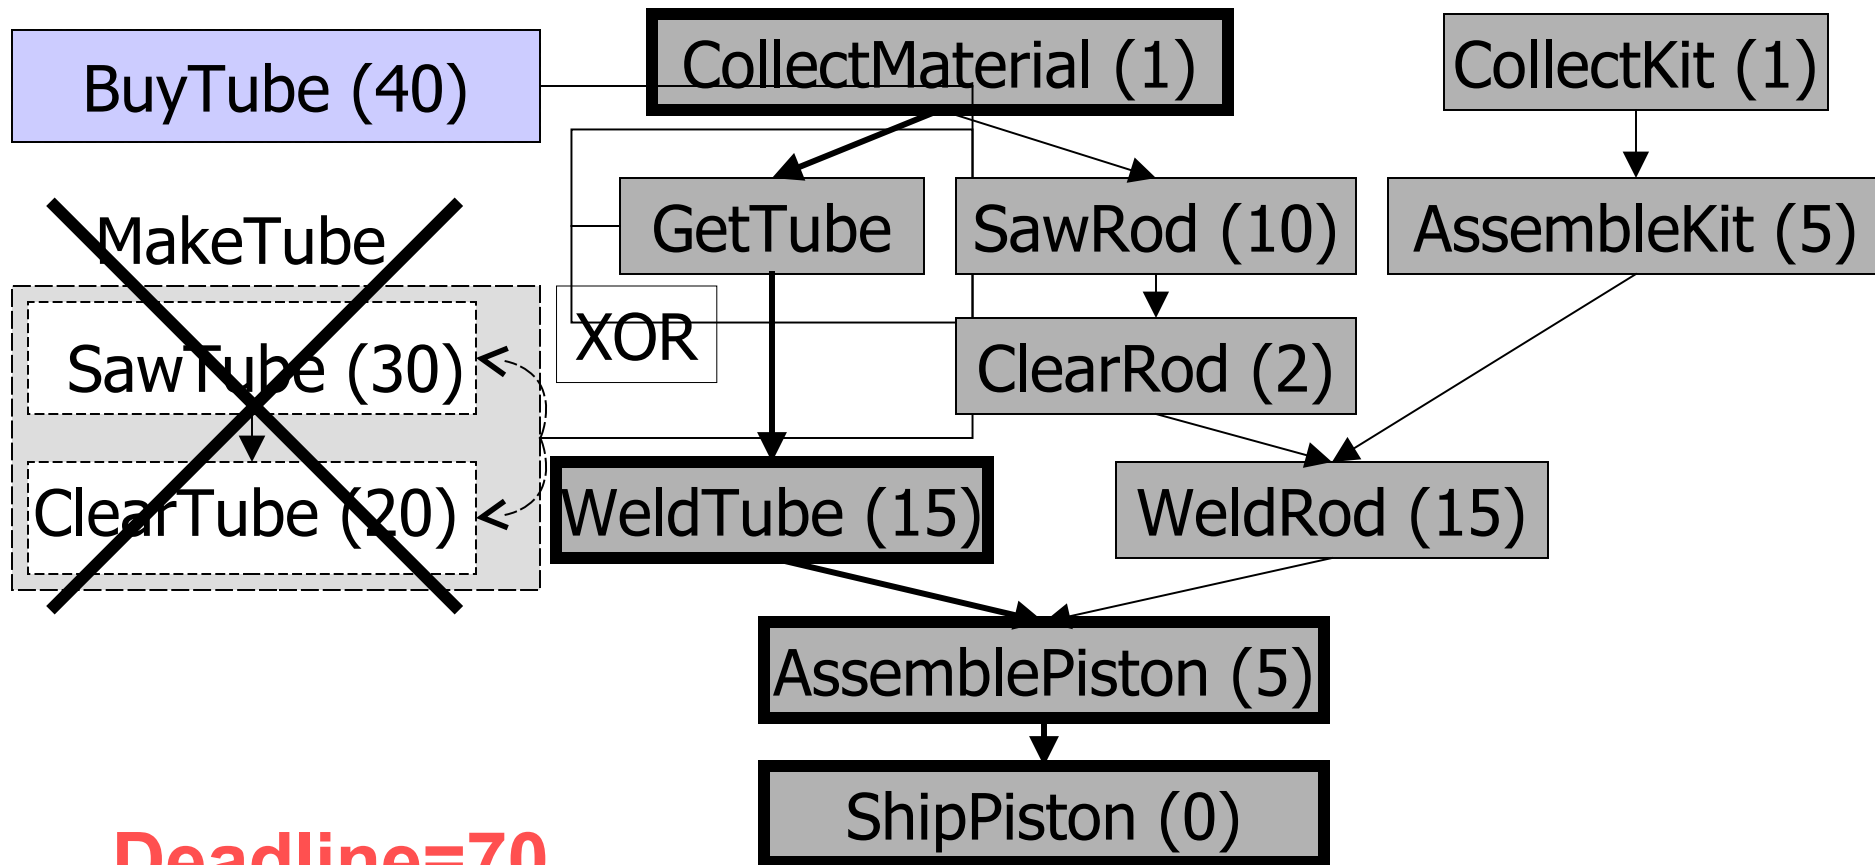 CollectMaterial (1)
CollectKit (1)
BuyTube (40)
GetTube
SawRod (10)
AssembleKit (5)
MakeTube
XOR
SawTube (30)
ClearRod (2)
ClearTube (20)
WeldTube (15)
WeldRod (15)
AssemblePiston (5)
ShipPiston (0)
Deadline=70